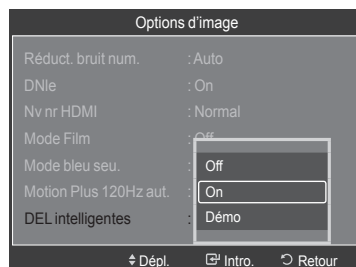 Options d'image
Réduct. bruit num. : Auto
DNIe : On
Nv nr HDMI : Normal
Mode Film : Off
Mode bleu seu. :
Off
Motion Plus 120Hz aut. :
On
DEL intelligentes :
Démo
Dépl. Intro. Retour